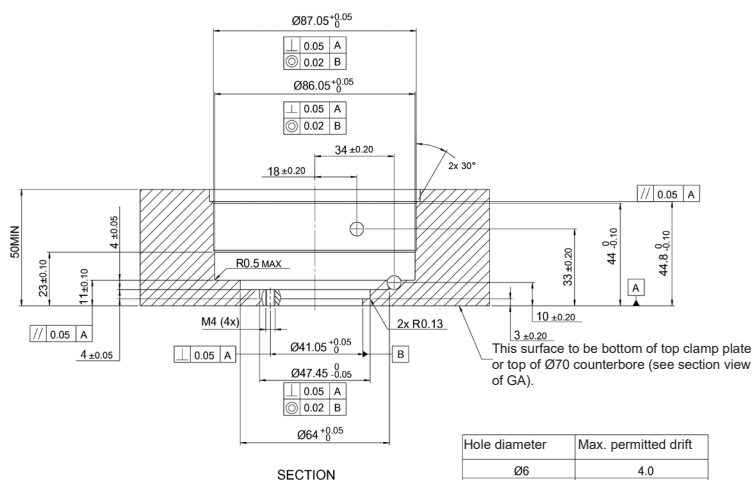 Ø87.05 +0.05 0
⊥ 0.05 A
◎ 0.02 B
Ø86.05 +0.05 0
⊥ 0.05 A
◎ 0.02 B
34 ±0.20
2x 30°
18 ±0.20
// 0.05 A
50MIN
23±0.10
11±0.10
4 ±0.05
R0.5 MAX
33 ±0.20
44 0 -0.10
44.8 0 -0.10
A
10 ±0.20
3 ±0.20
// 0.05 A
4 ±0.05
M4 (4x)
2x R0.13
⊥ 0.05 A
Ø41.05 +0.05 0
B
Ø47.45 0 -0.05
⊥ 0.05 A
◎ 0.02 B
Ø64 +0.05 0
This surface to be bottom of top clamp plate
or top of Ø70 counterbore (see section view
of GA).
SECTION
Hole diameter Max. permitted drift
Ø6 4.0